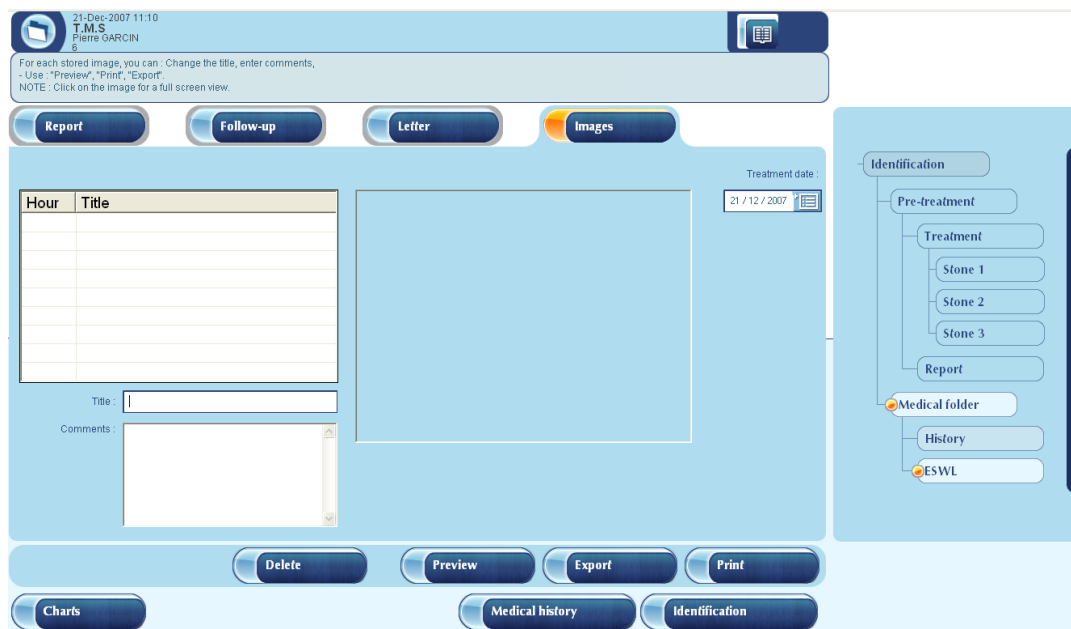 21-Dec-2007 11:10
T.M.S
Pierre GARCIN
6
For each stored image, you can : Change the title, enter comments,
- Use : "Preview", "Print", "Export".
NOTE : Click on the image for a full screen view.
Report
Follow-up
Letter
Images
Treatment date :
21 / 12 / 2007
Hour Title
Title :
Comments :
Delete
Preview
Export
Print
Charts
Medical history
Identification
Identification
Pre-treatment
Treatment
Stone 1
Stone 2
Stone 3
Report
Medical folder
History
ESWL